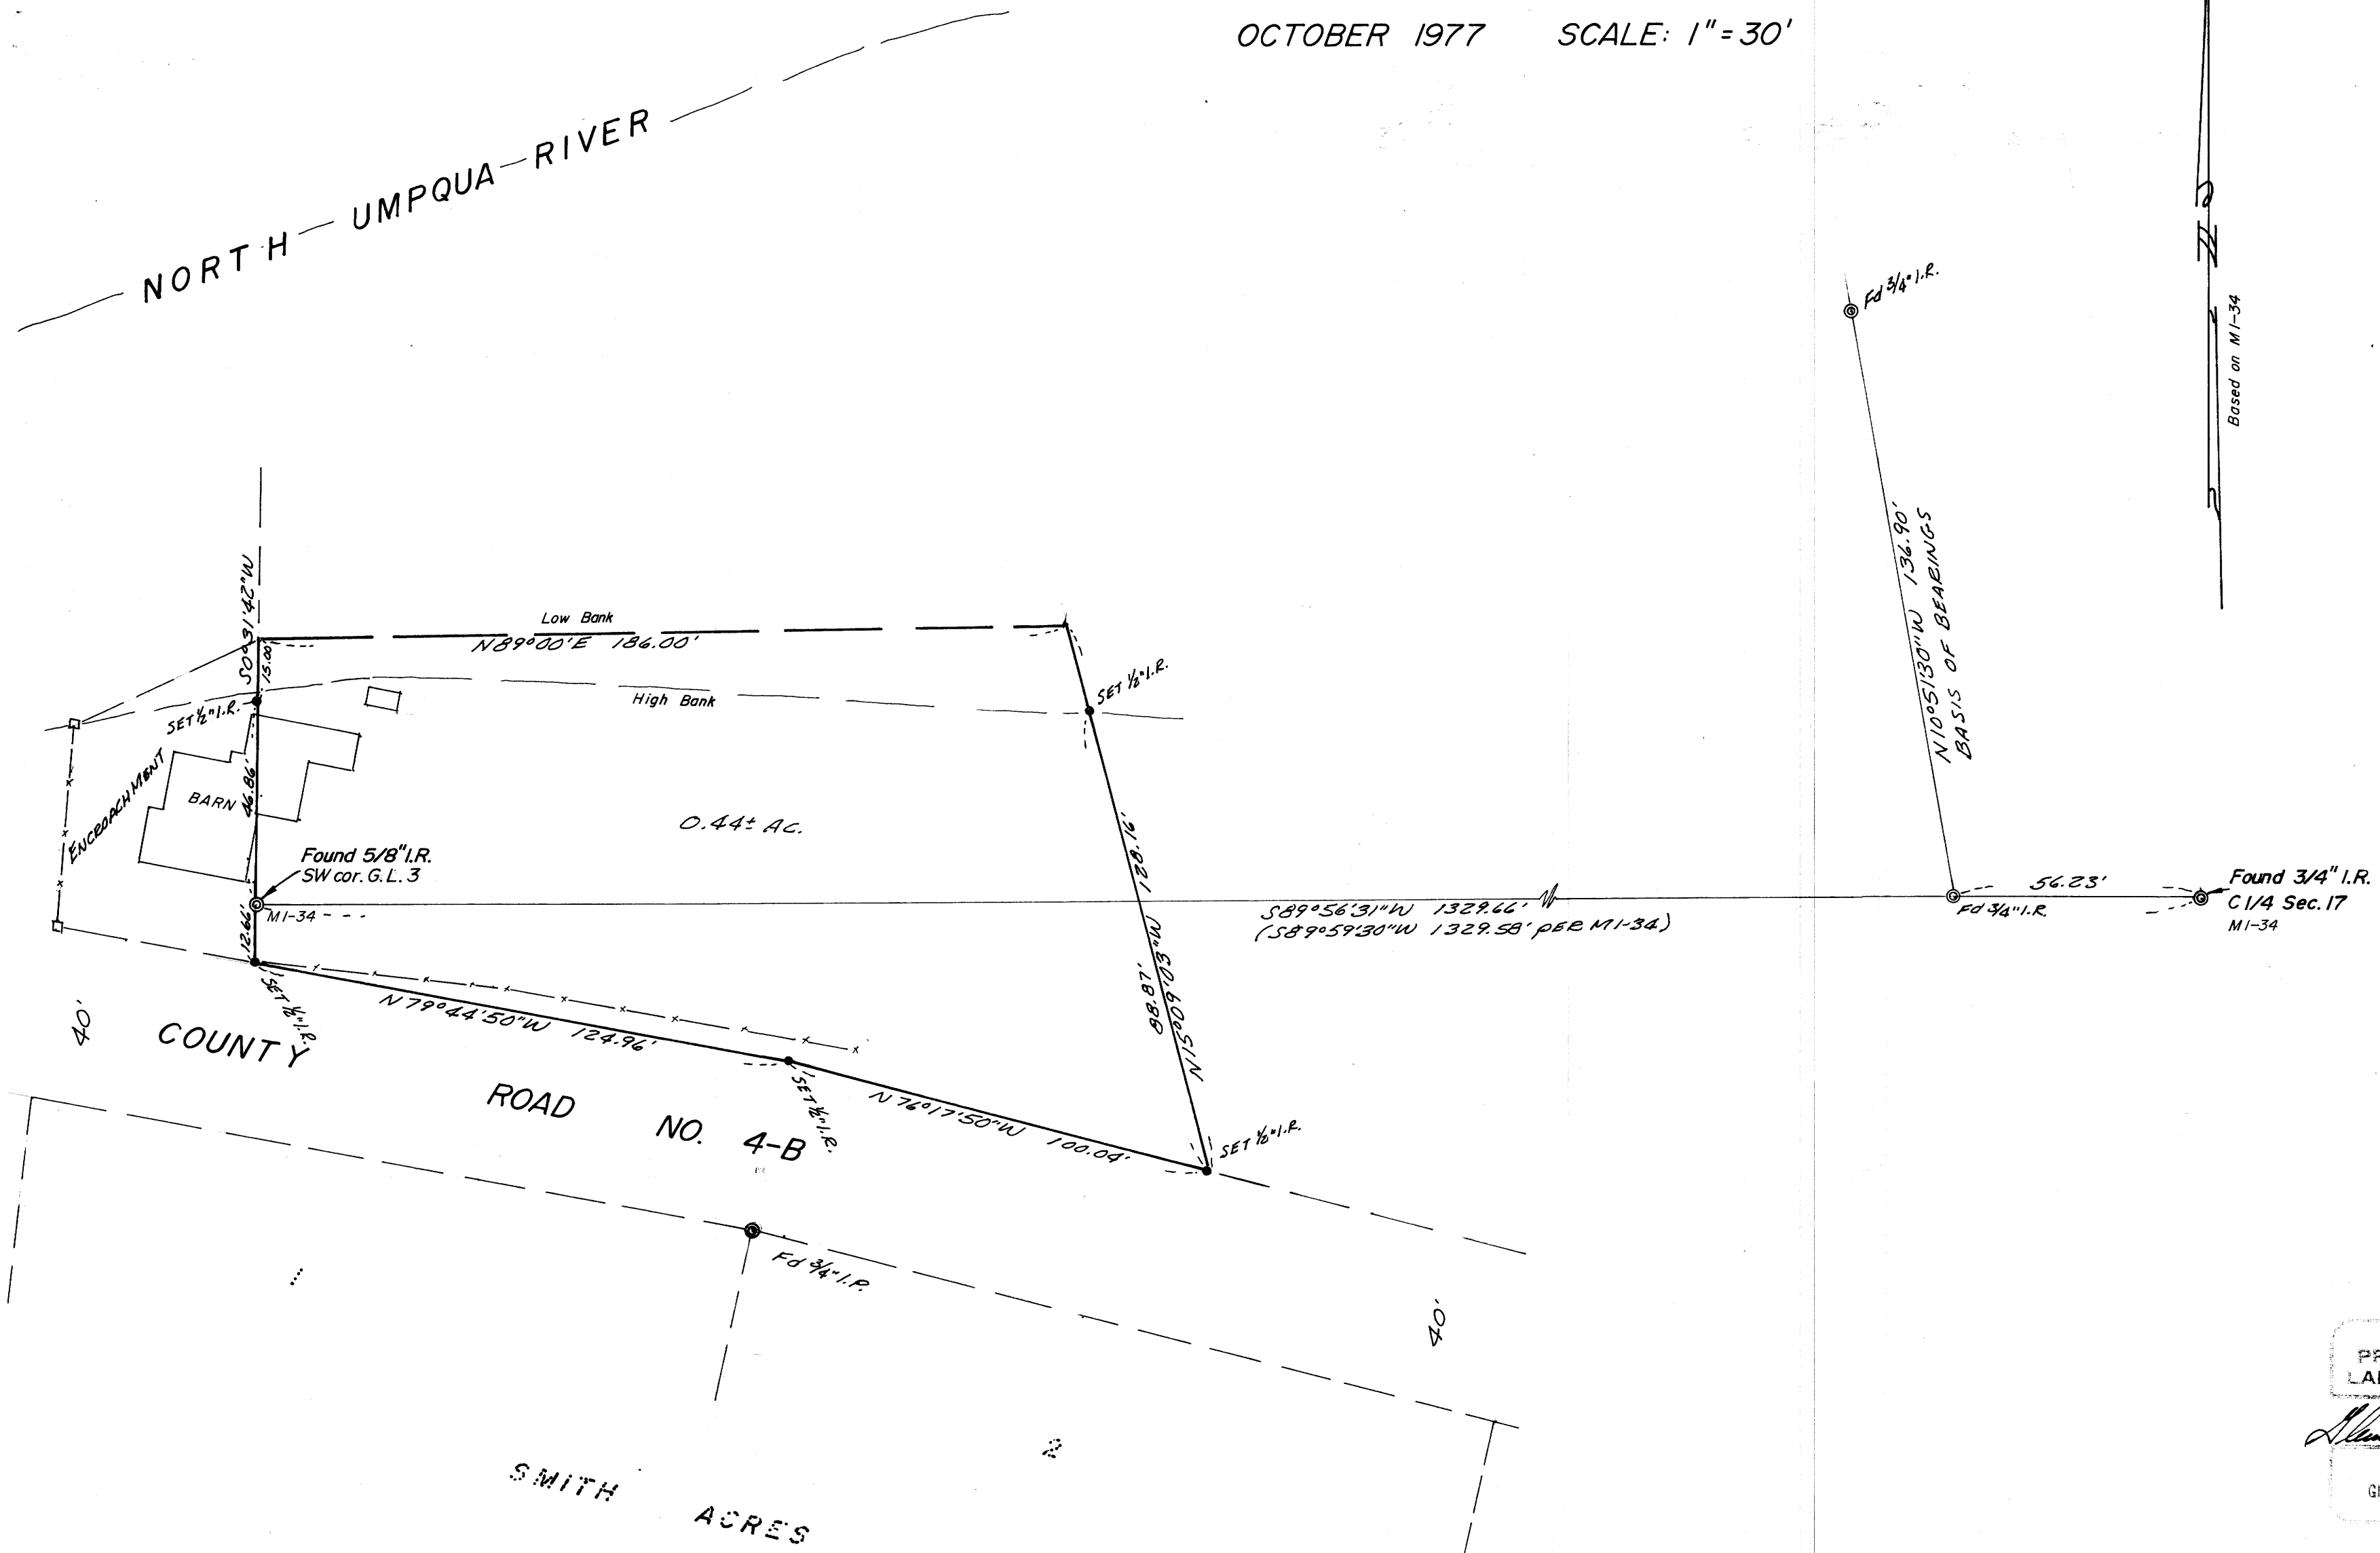 OCTOBER 1977 SCALE: 1"=30'
NORTH UMPQUA RIVER
Fd 3/4" I.R.
N
Based on M1-34
N10°51'30"W 136.90'
BASIS OF BEARINGS
S0°31'42"W
15.00'
Low Bank
N89°00'E 186.00'
High Bank
SET 1/2" I.R.
SET 1/2" I.R.
ENCROACHMENT
BARN
46.86'
0.44± Ac.
128.16'
Found 5/8" I.R.
SW cor. G.L. 3
M1-34
12.66'
S89°56'31"W 1329.66'
(S89°59'30"W 1329.58' PER M1-34)
56.23'
Fd 3/4" I.R.
Found 3/4" I.R.
C 1/4 Sec. 17
M1-34
88.87'
N15°09'03"W
SET 1/2" I.R.
N79°44'50"W 124.96'
40'
COUNTY ROAD NO. 4-B
SET 1/2" I.R.
N76°17'50"W 100.04'
SET 1/2" I.R.
Fd 3/4" I.P.
1
40'
2
SMITH ACRES